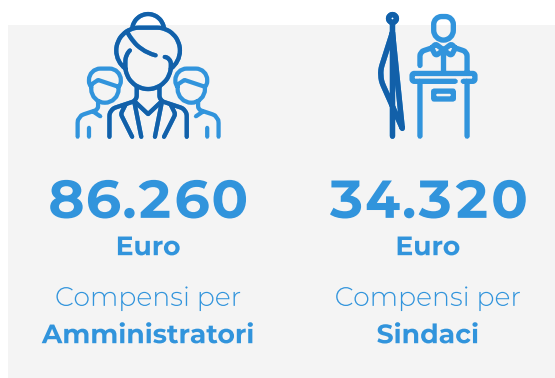 86.260
Euro
Compensi per
Amministratori
34.320
Euro
Compensi per
Sindaci